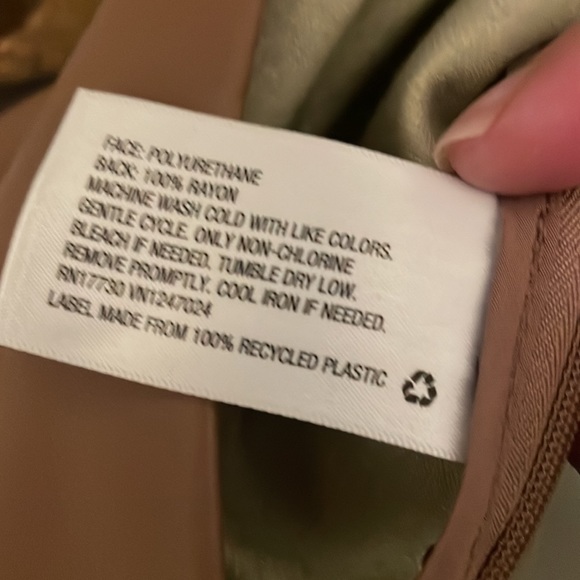 FACE: POLYURETHANE
BACK: 100% RAYON
MACHINE WASH COLD WITH LIKE COLORS.
GENTLE CYCLE. ONLY NON-CHLORINE
BLEACH IF NEEDED. TUMBLE DRY LOW.
REMOVE PROMPTLY. COOL IRON IF NEEDED.
RN17730 VN1247024
LABEL MADE FROM 100% RECYCLED PLASTIC